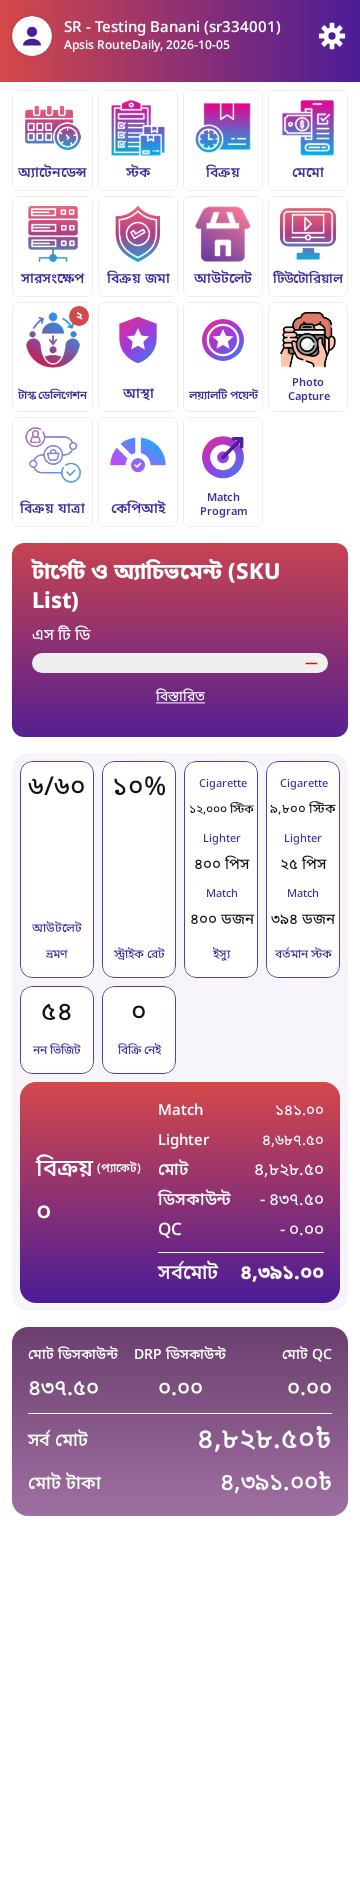 SR - Testing Banani (sr334001)
Apsis RouteDaily, 2026-10-05
অ্যাটেনডেন্স
স্টক
বিক্রয়
মেমো
সারসংক্ষেপ
বিক্রয় জমা
আউটলেট
টিউটোরিয়াল
২
টাস্ক ডেলিগেশন
আস্থা
লয়্যালটি পয়েন্ট
Photo
Capture
বিক্রয় যাত্রা
কেপিআই
Match
Program
টার্গেট ও অ্যাচিভমেন্ট (SKU
List)
এস টি ডি
বিস্তারিত
৬/৬০
আউটলেট
ভ্রমণ
১০%
স্ট্রাইক রেট
Cigarette
১২,০০০ স্টিক
Lighter
৪০০ পিস
Match
৪০০ ডজন
ইস্যু
Cigarette
৯,৮০০ স্টিক
Lighter
২৫ পিস
Match
৩৯৪ ডজন
বর্তমান স্টক
৫৪
নন ভিজিট
০
বিক্রি নেই
বিক্রয় (প্যাকেট)
০
Match ১৪১.০০
Lighter ৪,৬৮৭.৫০
মোট ৪,৮২৮.৫০
ডিসকাউন্ট - ৪৩৭.৫০
QC - ০.০০
সর্বমোট ৪,৩৯১.০০
মোট ডিসকাউন্ট DRP ডিসকাউন্ট মোট QC
৪৩৭.৫০ ০.০০ ০.০০
সর্ব মোট ৪,৮২৮.৫০৳
মোট টাকা ৪,৩৯১.০০৳